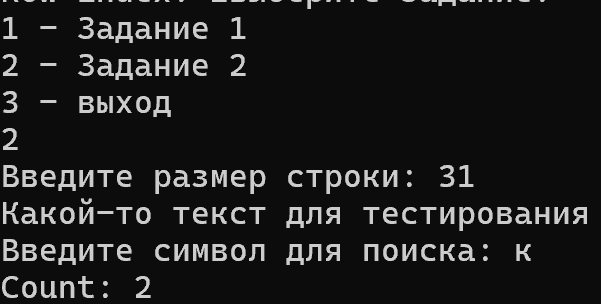 1 - Задание 1
2 - Задание 2
3 - выход
2
Введите размер строки: 31
Какой-то текст для тестирования
Введите символ для поиска: к
Count: 2